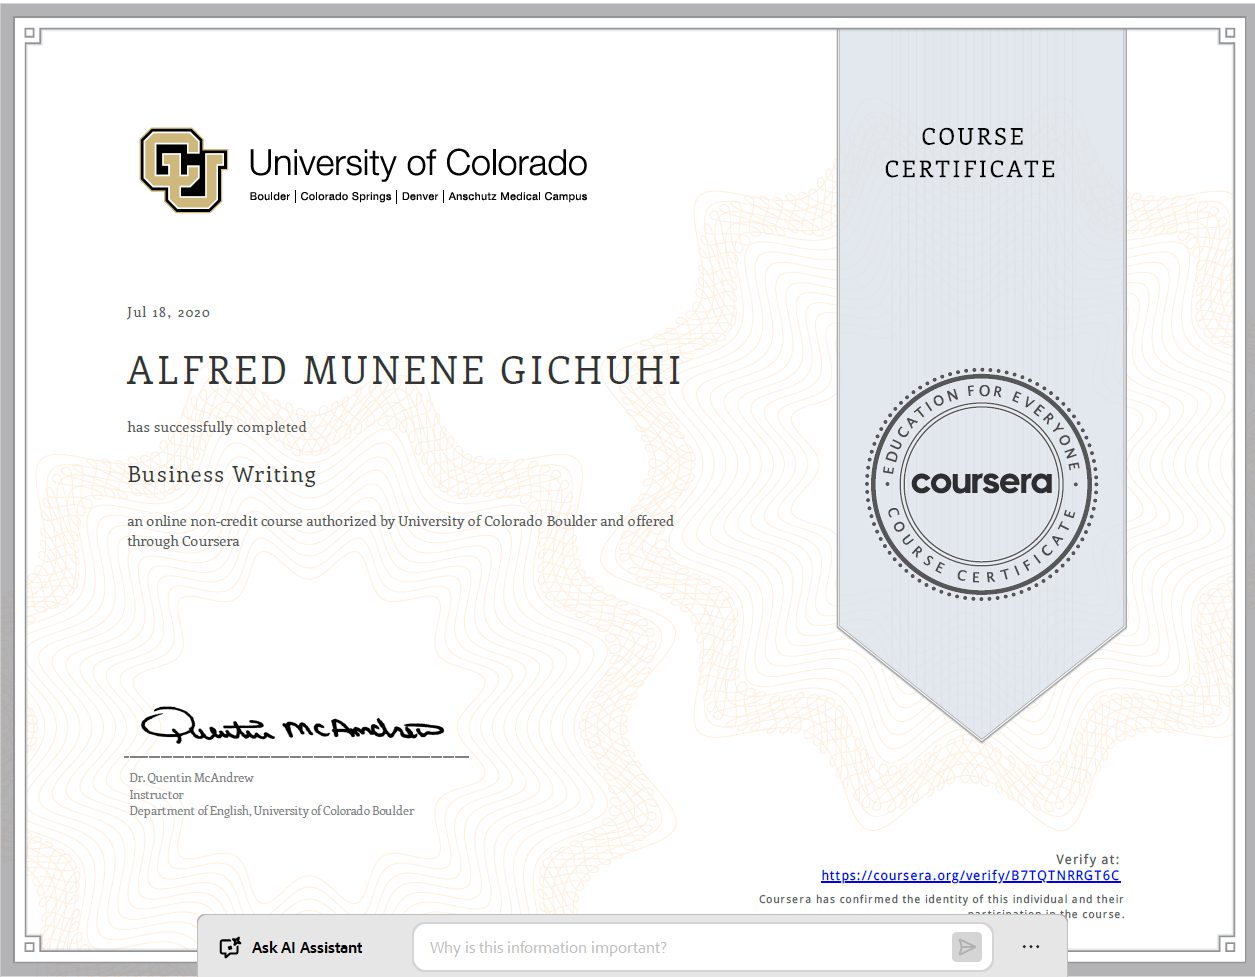 CU
University of Colorado
Boulder | Colorado Springs | Denver | Anschutz Medical Campus
COURSE
CERTIFICATE
Jul 18, 2020
ALFRED MUNENE GICHUHI
has successfully completed
Business Writing
an online non-credit course authorized by University of Colorado Boulder and offered
through Coursera
EDUCATION FOR EVERYONE
coursera
COURSE CERTIFICATE
Quentin McAndrew
Dr. Quentin McAndrew
Instructor
Department of English, University of Colorado Boulder
Verify at:
https://coursera.org/verify/B7TQTNRRGT6C
Coursera has confirmed the identity of this individual and their
participation in the course.
Ask AI Assistant
Why is this information important?